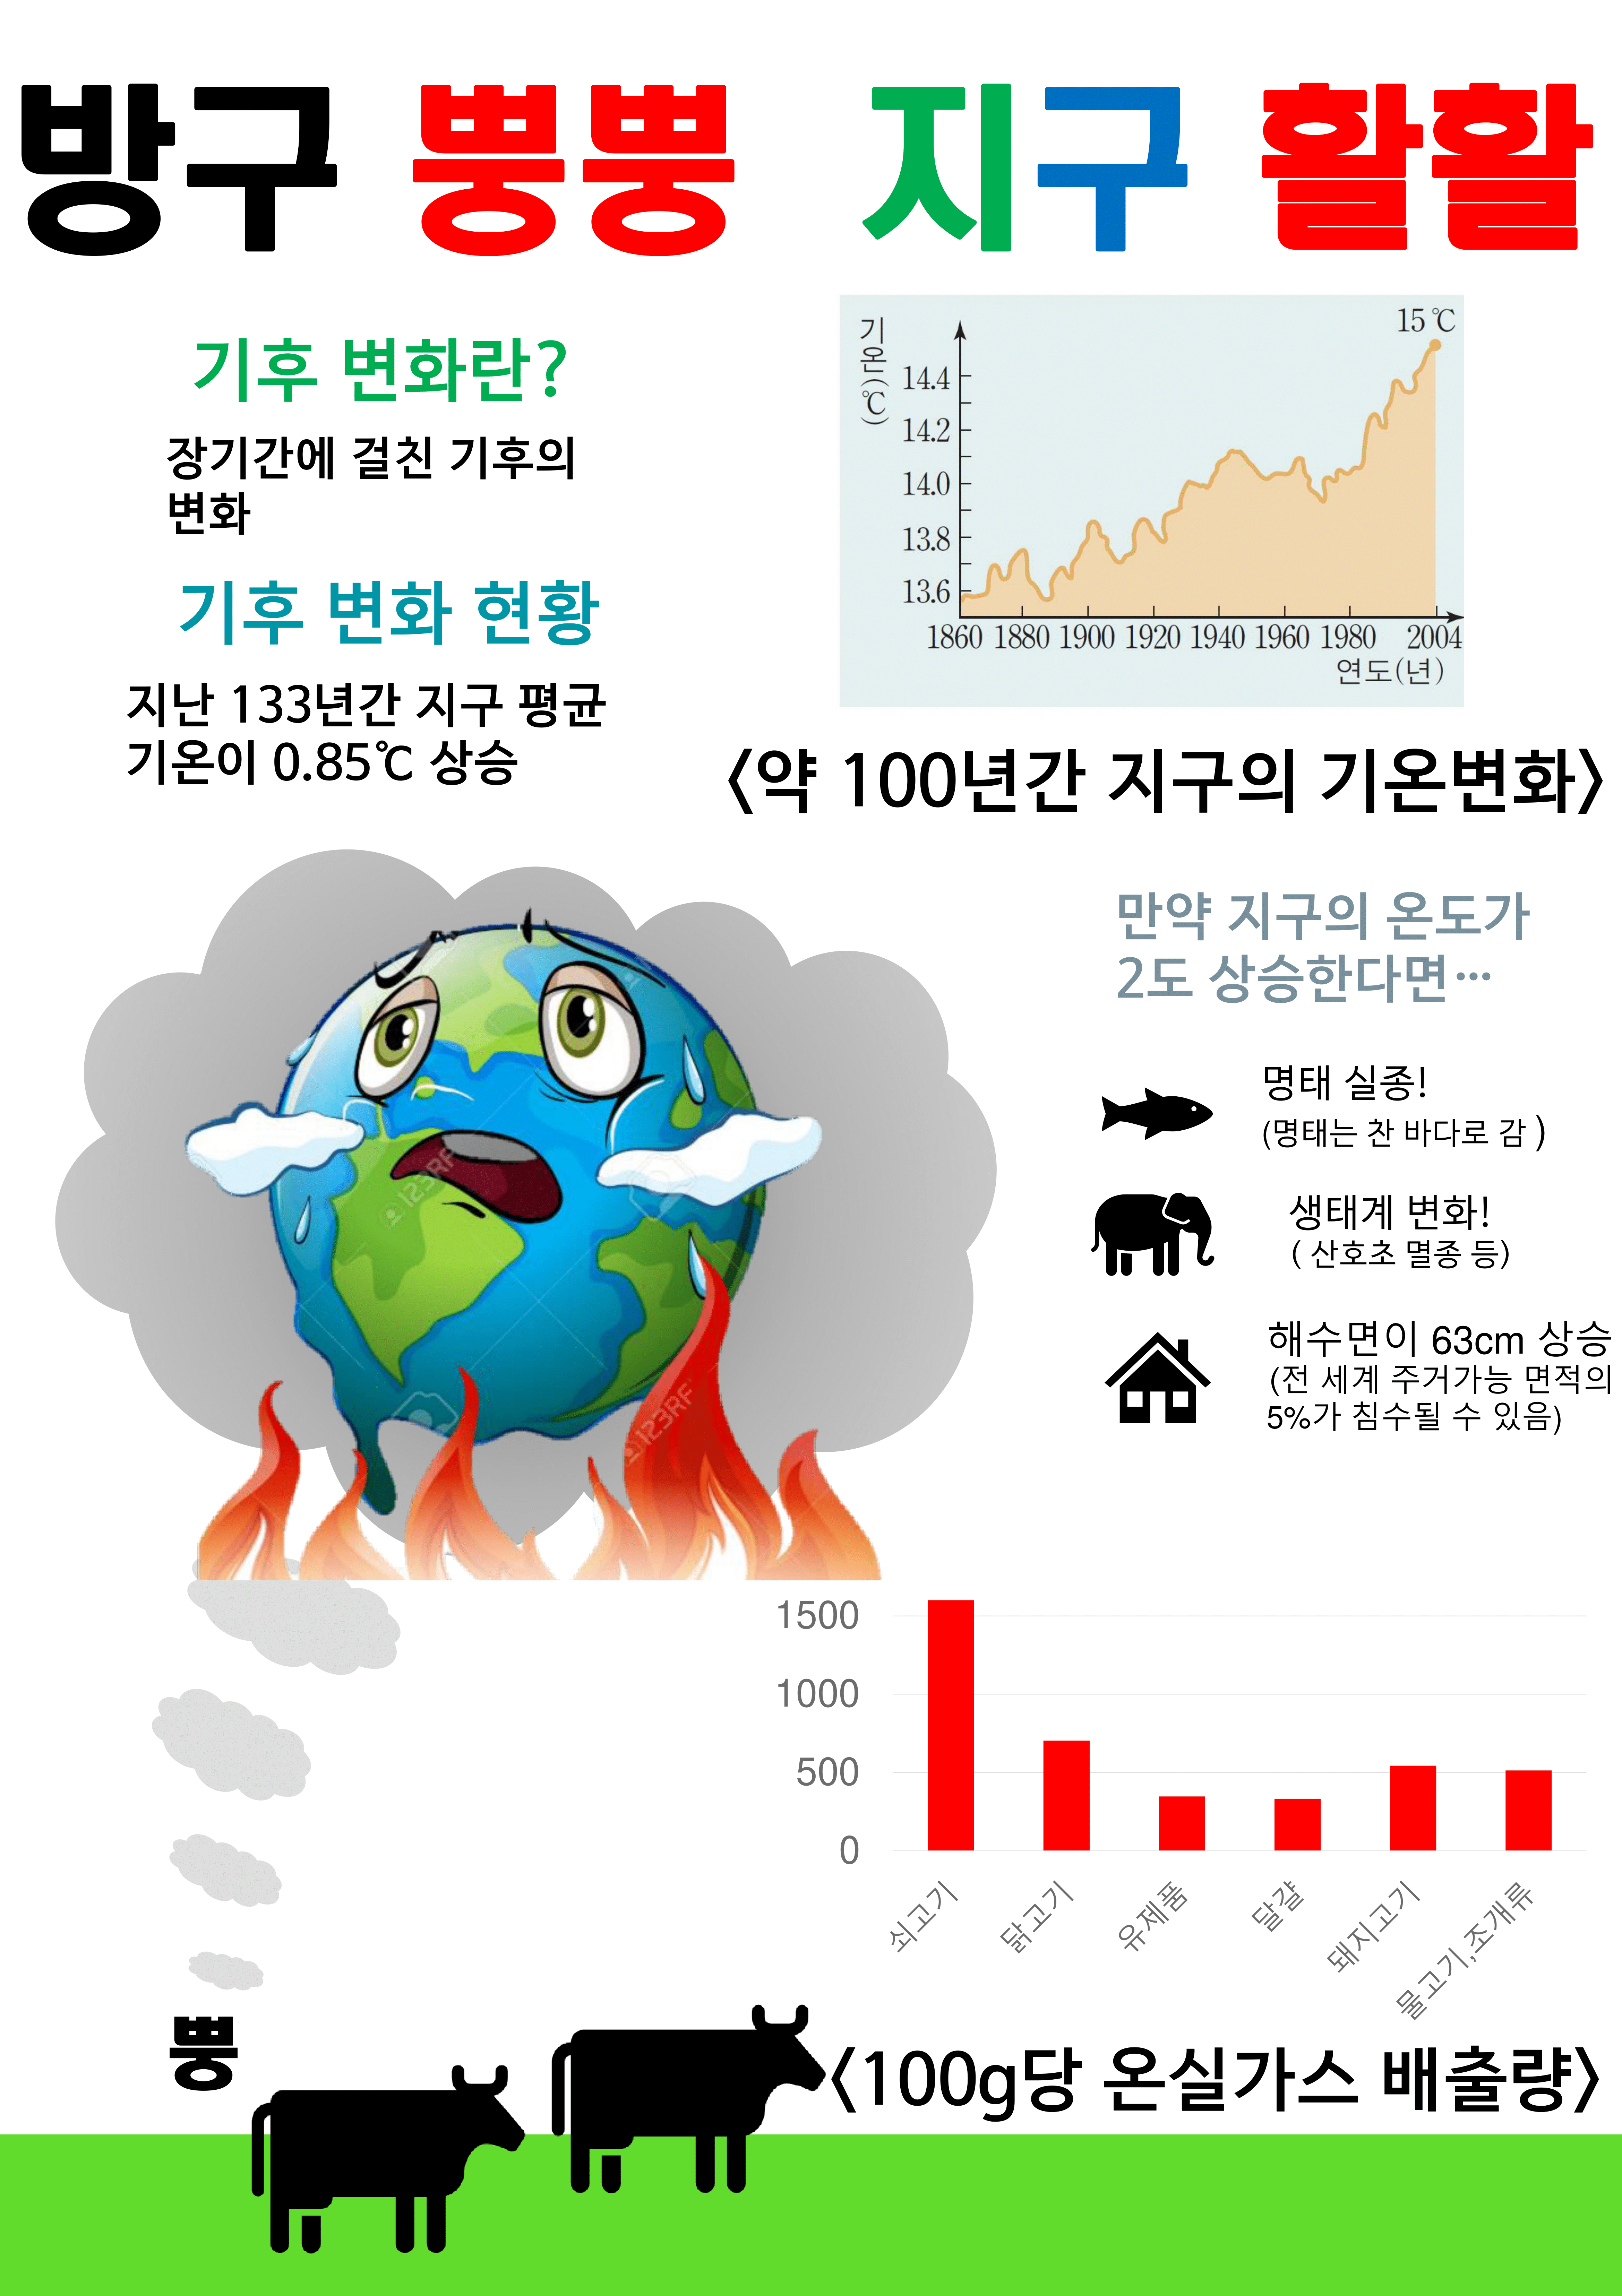 방구 뿡뿡 지구 활활
기후 변화란?
장기간에 걸친 기후의
변화
기후 변화 현황
지난 133년간 지구 평균
기온이 0.85℃ 상승
기온(℃)
15 ℃
14.4
14.2
14.0
13.8
13.6
1860 1880 1900 1920 1940 1960 1980 2004
연도(년)
<약 100년간 지구의 기온변화>
만약 지구의 온도가
2도 상승한다면…
명태 실종!
(명태는 찬 바다로 감 )
생태계 변화!
( 산호초 멸종 등)
해수면이 63cm 상승
(전 세계 주거가능 면적의
5%가 침수될 수 있음)
123RF
123RF
1500
1000
500
0
쇠고기
닭고기
유제품
달걀
돼지고기
물고기,조개류
뿡
<100g당 온실가스 배출량>